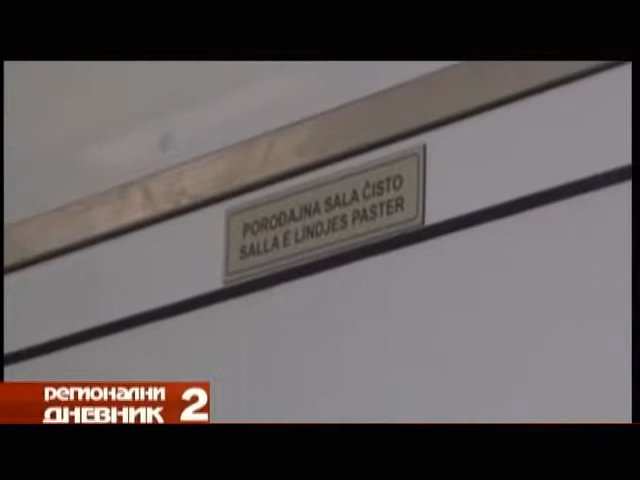 PORODAJNA SALA ČISTO
SALLA E LINDJES PASTER
РЕГИОНАЛНИ
ДНЕВНИК 2